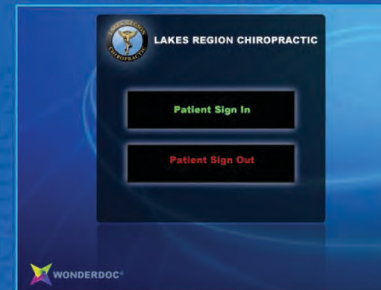 LAKES REGION CHIROPRACTIC
Patient Sign In
Patient Sign Out
WONDERDOC®